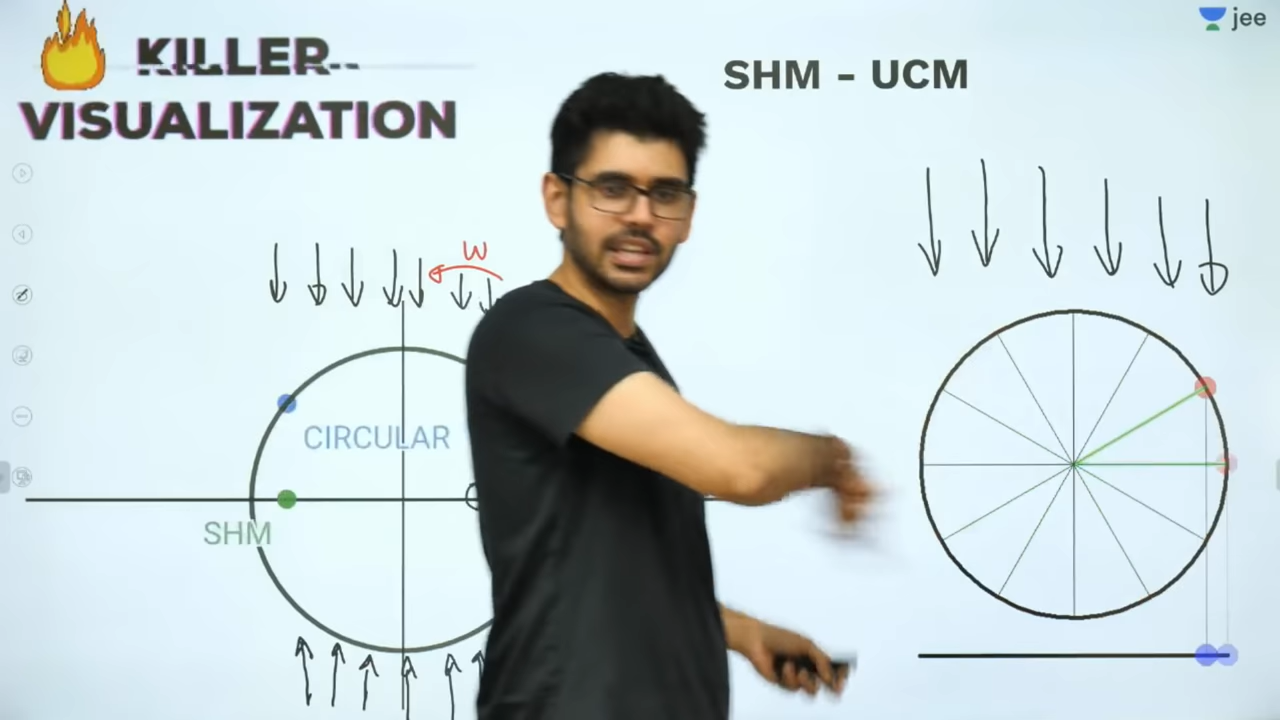 KILLER
VISUALIZATION
SHM - UCM
jee
W
CIRCULAR
SHM